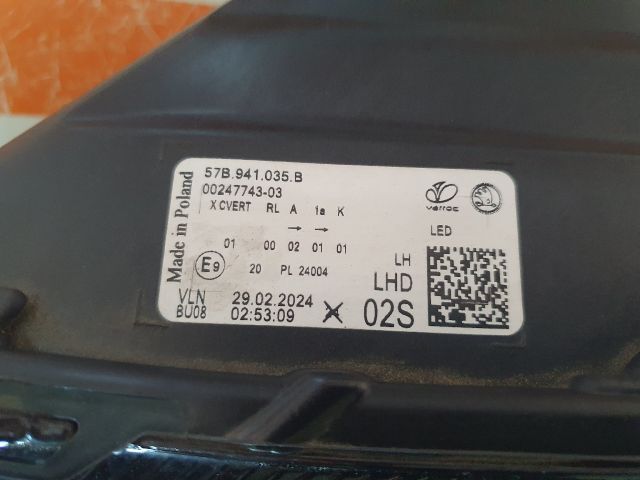 Made in Poland
57B.941.035.B
00247743-03
X CVERT RL A 1a K
→ →
01 00 02 01 01
E9 20 PL 24004
VLN 29.02.2024
BU08 02:53:09 X 02S
varroc
LED
LH
LHD